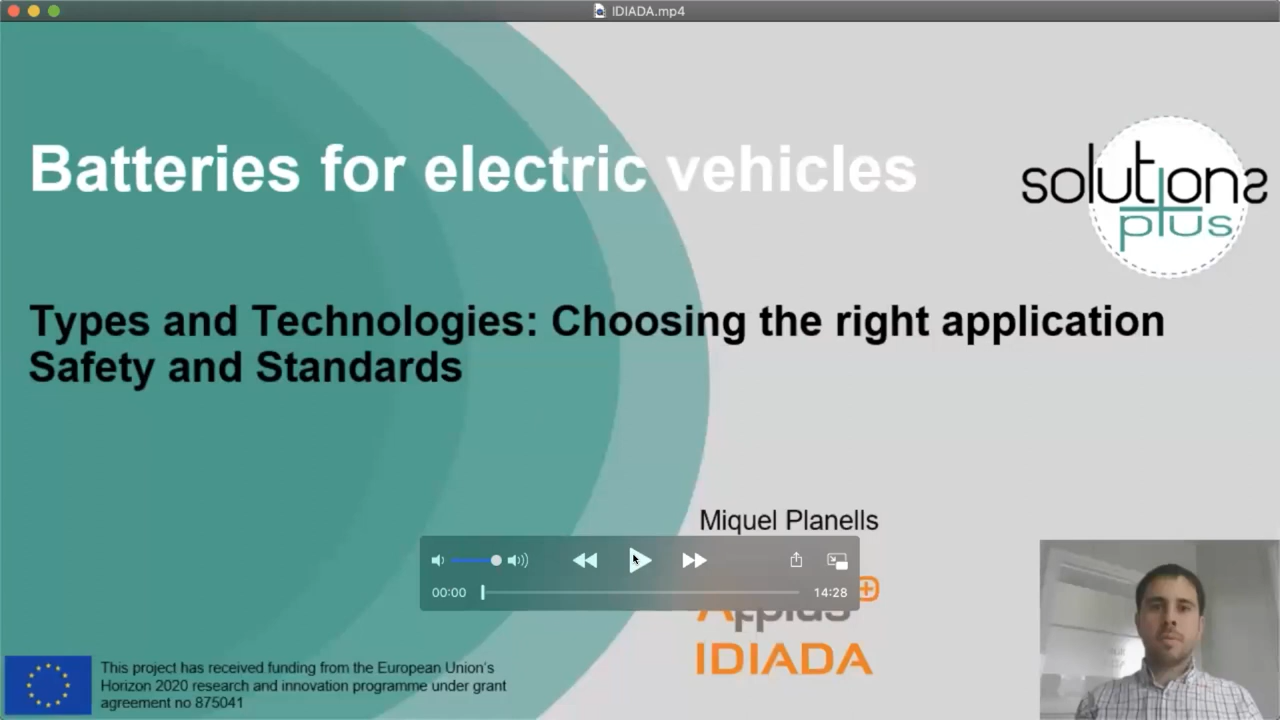 IDIADA.mp4
Batteries for electric vehicles
solutions
plus
Types and Technologies: Choosing the right application
Safety and Standards
Miquel Planells
00:00
14:28
Applus
IDIADA
This project has received funding from the European Union's
Horizon 2020 research and innovation programme under grant
agreement no 875041